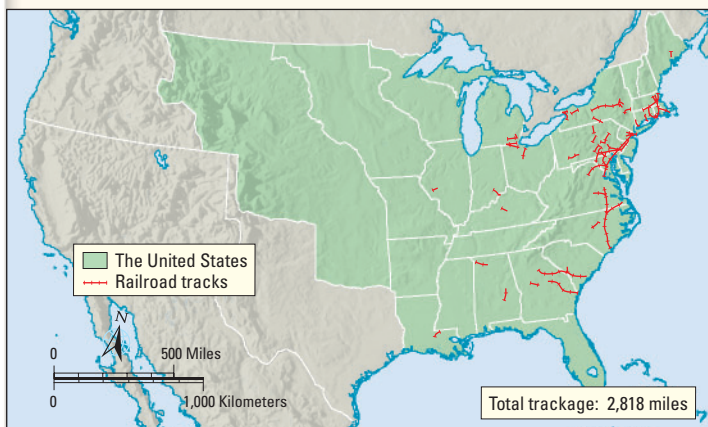 The United States
Railroad tracks
N
0 500 Miles
0 1,000 Kilometers
Total trackage: 2,818 miles